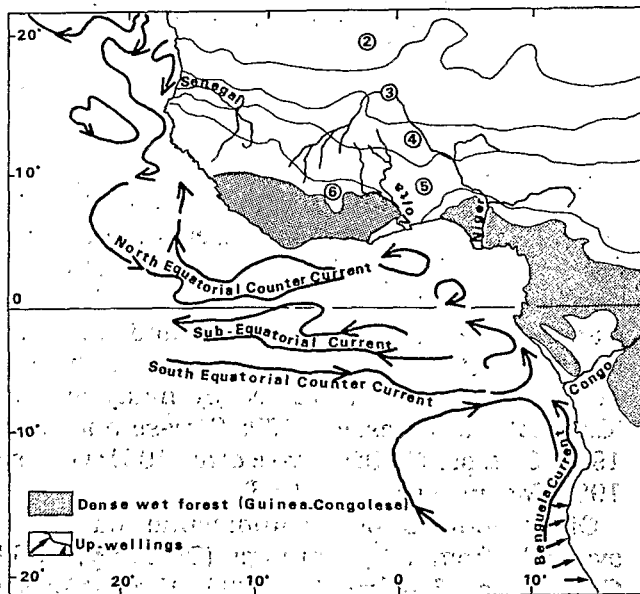 20°
②
③
Senegal
④
10°
⑤
⑥
Volta
Niger
North Equatorial Counter Current
0
Sub-Equatorial Current
South Equatorial Counter Current
Congo
-10°
Benguela Current
Dense wet forest (Guinea-Congolese)
Up-wellings
20° 20° 10° 0 10°